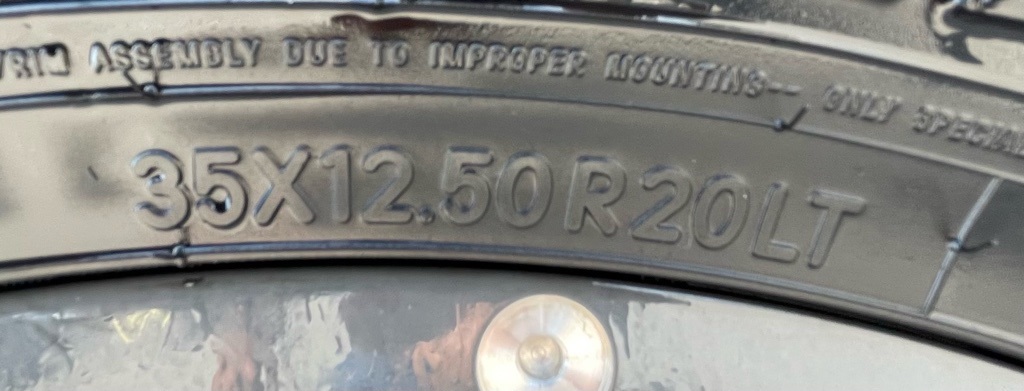 /RIM ASSEMBLY DUE TO IMPROPER MOUNTING-- ONLY SPECIA
35X12.50R20LT